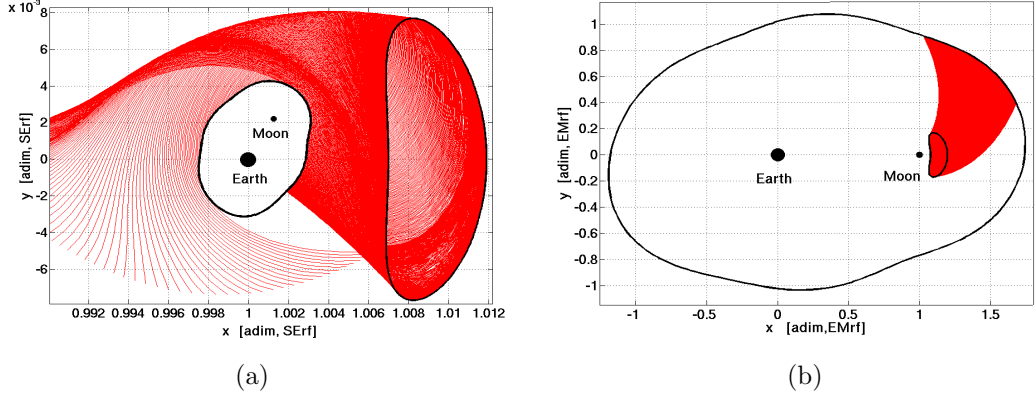 x 10⁻³
8
6
4
2
0
-2
-4
-6
y [adim, SErf]
Moon
Earth
0.992 0.994 0.996 0.998 1 1.002 1.004 1.006 1.008 1.01 1.012
x [adim, SErf]
(a)
1
0.8
0.6
0.4
0.2
0
-0.2
-0.4
-0.6
-0.8
-1
y [adim, EMrf]
Earth
Moon
-1 -0.5 0 0.5 1 1.5
x [adim,EMrf]
(b)